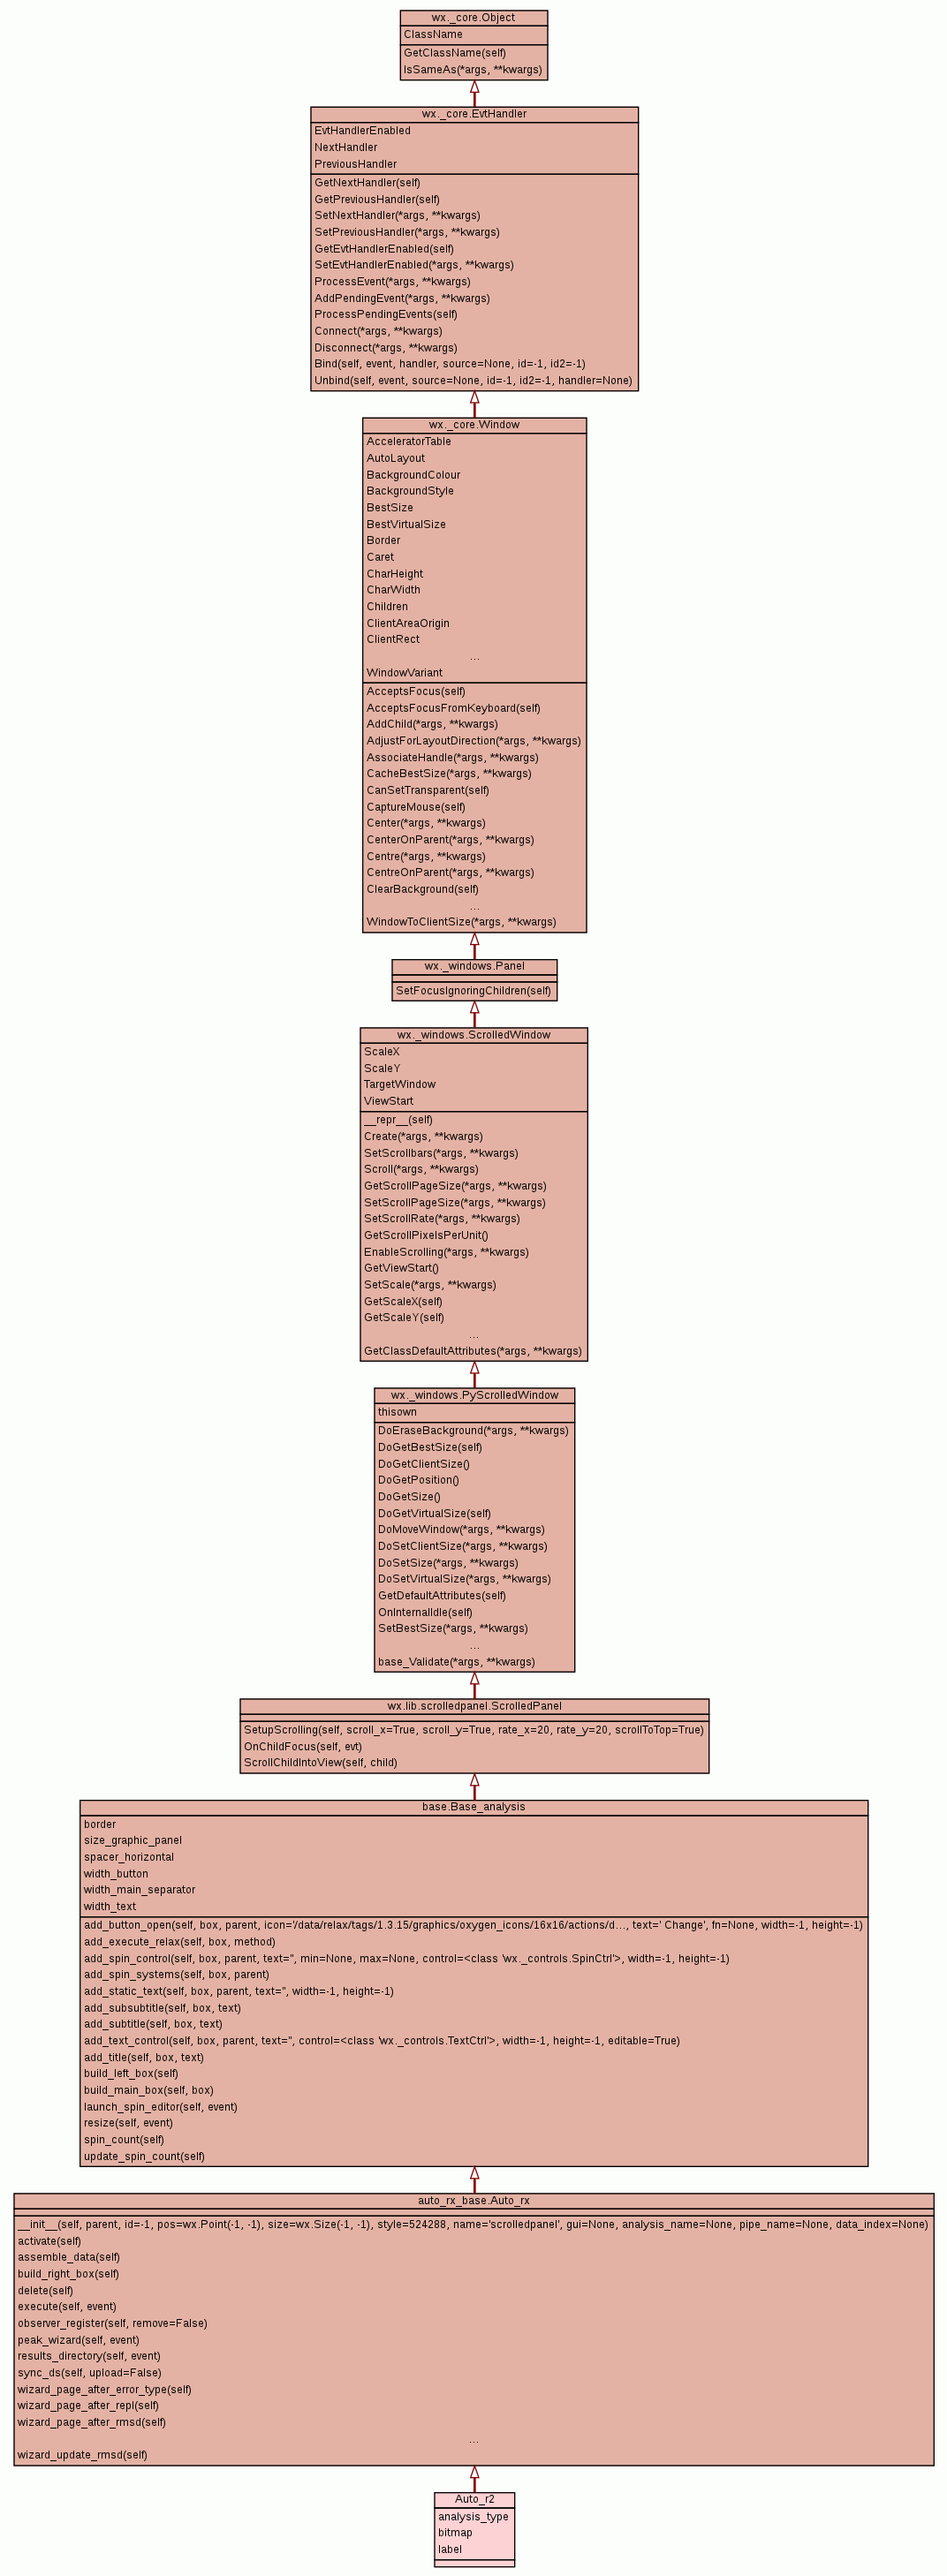 wx._core.Object
ClassName
GetClassName(self)
IsSameAs(*args, **kwargs)
wx._core.EvtHandler
EvtHandlerEnabled
NextHandler
PreviousHandler
GetNextHandler(self)
GetPreviousHandler(self)
SetNextHandler(*args, **kwargs)
SetPreviousHandler(*args, **kwargs)
GetEvtHandlerEnabled(self)
SetEvtHandlerEnabled(*args, **kwargs)
ProcessEvent(*args, **kwargs)
AddPendingEvent(*args, **kwargs)
ProcessPendingEvents(self)
Connect(*args, **kwargs)
Disconnect(*args, **kwargs)
Bind(self, event, handler, source=None, id=-1, id2=-1)
Unbind(self, event, source=None, id=-1, id2=-1, handler=None)
wx._core.Window
AcceleratorTable
AutoLayout
BackgroundColour
BackgroundStyle
BestSize
BestVirtualSize
Border
Caret
CharHeight
CharWidth
Children
ClientAreaOrigin
ClientRect
...
WindowVariant
AcceptsFocus(self)
AcceptsFocusFromKeyboard(self)
AddChild(*args, **kwargs)
AdjustForLayoutDirection(*args, **kwargs)
AssociateHandle(*args, **kwargs)
CacheBestSize(*args, **kwargs)
CanSetTransparent(self)
CaptureMouse(self)
Center(*args, **kwargs)
CenterOnParent(*args, **kwargs)
Centre(*args, **kwargs)
CentreOnParent(*args, **kwargs)
ClearBackground(self)
...
WindowToClientSize(*args, **kwargs)
wx._windows.Panel
SetFocusIgnoringChildren(self)
wx._windows.ScrolledWindow
ScaleX
ScaleY
TargetWindow
ViewStart
__repr__(self)
Create(*args, **kwargs)
SetScrollbars(*args, **kwargs)
Scroll(*args, **kwargs)
GetScrollPageSize(*args, **kwargs)
SetScrollPageSize(*args, **kwargs)
SetScrollRate(*args, **kwargs)
GetScrollPixelsPerUnit()
EnableScrolling(*args, **kwargs)
GetViewStart()
SetScale(*args, **kwargs)
GetScaleX(self)
GetScaleY(self)
...
GetClassDefaultAttributes(*args, **kwargs)
wx._windows.PyScrolledWindow
thisown
DoEraseBackground(*args, **kwargs)
DoGetBestSize(self)
DoGetClientSize()
DoGetPosition()
DoGetSize()
DoGetVirtualSize(self)
DoMoveWindow(*args, **kwargs)
DoSetClientSize(*args, **kwargs)
DoSetSize(*args, **kwargs)
DoSetVirtualSize(*args, **kwargs)
GetDefaultAttributes(self)
OnInternalIdle(self)
SetBestSize(*args, **kwargs)
...
base_Validate(*args, **kwargs)
wx.lib.scrolledpanel.ScrolledPanel
SetupScrolling(self, scroll_x=True, scroll_y=True, rate_x=20, rate_y=20, scrollToTop=True)
OnChildFocus(self, evt)
ScrollChildIntoView(self, child)
base.Base_analysis
border
size_graphic_panel
spacer_horizontal
width_button
width_main_separator
width_text
add_button_open(self, box, parent, icon='/data/relax/tags/1.3.15/graphics/oxygen_icons/16x16/actions/d..., text=' Change', fn=None, width=-1, height=-1)
add_execute_relax(self, box, method)
add_spin_control(self, box, parent, text='', min=None, max=None, control=<class 'wx._controls.SpinCtrl'>, width=-1, height=-1)
add_spin_systems(self, box, parent)
add_static_text(self, box, parent, text='', width=-1, height=-1)
add_subsubtitle(self, box, text)
add_subtitle(self, box, text)
add_text_control(self, box, parent, text='', control=<class 'wx._controls.TextCtrl'>, width=-1, height=-1, editable=True)
add_title(self, box, text)
build_left_box(self)
build_main_box(self, box)
launch_spin_editor(self, event)
resize(self, event)
spin_count(self)
update_spin_count(self)
auto_rx_base.Auto_rx
__init__(self, parent, id=-1, pos=wx.Point(-1, -1), size=wx.Size(-1, -1), style=524288, name='scrolledpanel', gui=None, analysis_name=None, pipe_name=None, data_index=None)
activate(self)
assemble_data(self)
build_right_box(self)
delete(self)
execute(self, event)
observer_register(self, remove=False)
peak_wizard(self, event)
results_directory(self, event)
sync_ds(self, upload=False)
wizard_page_after_error_type(self)
wizard_page_after_repl(self)
wizard_page_after_rmsd(self)
...
wizard_update_rmsd(self)
Auto_r2
analysis_type
bitmap
label